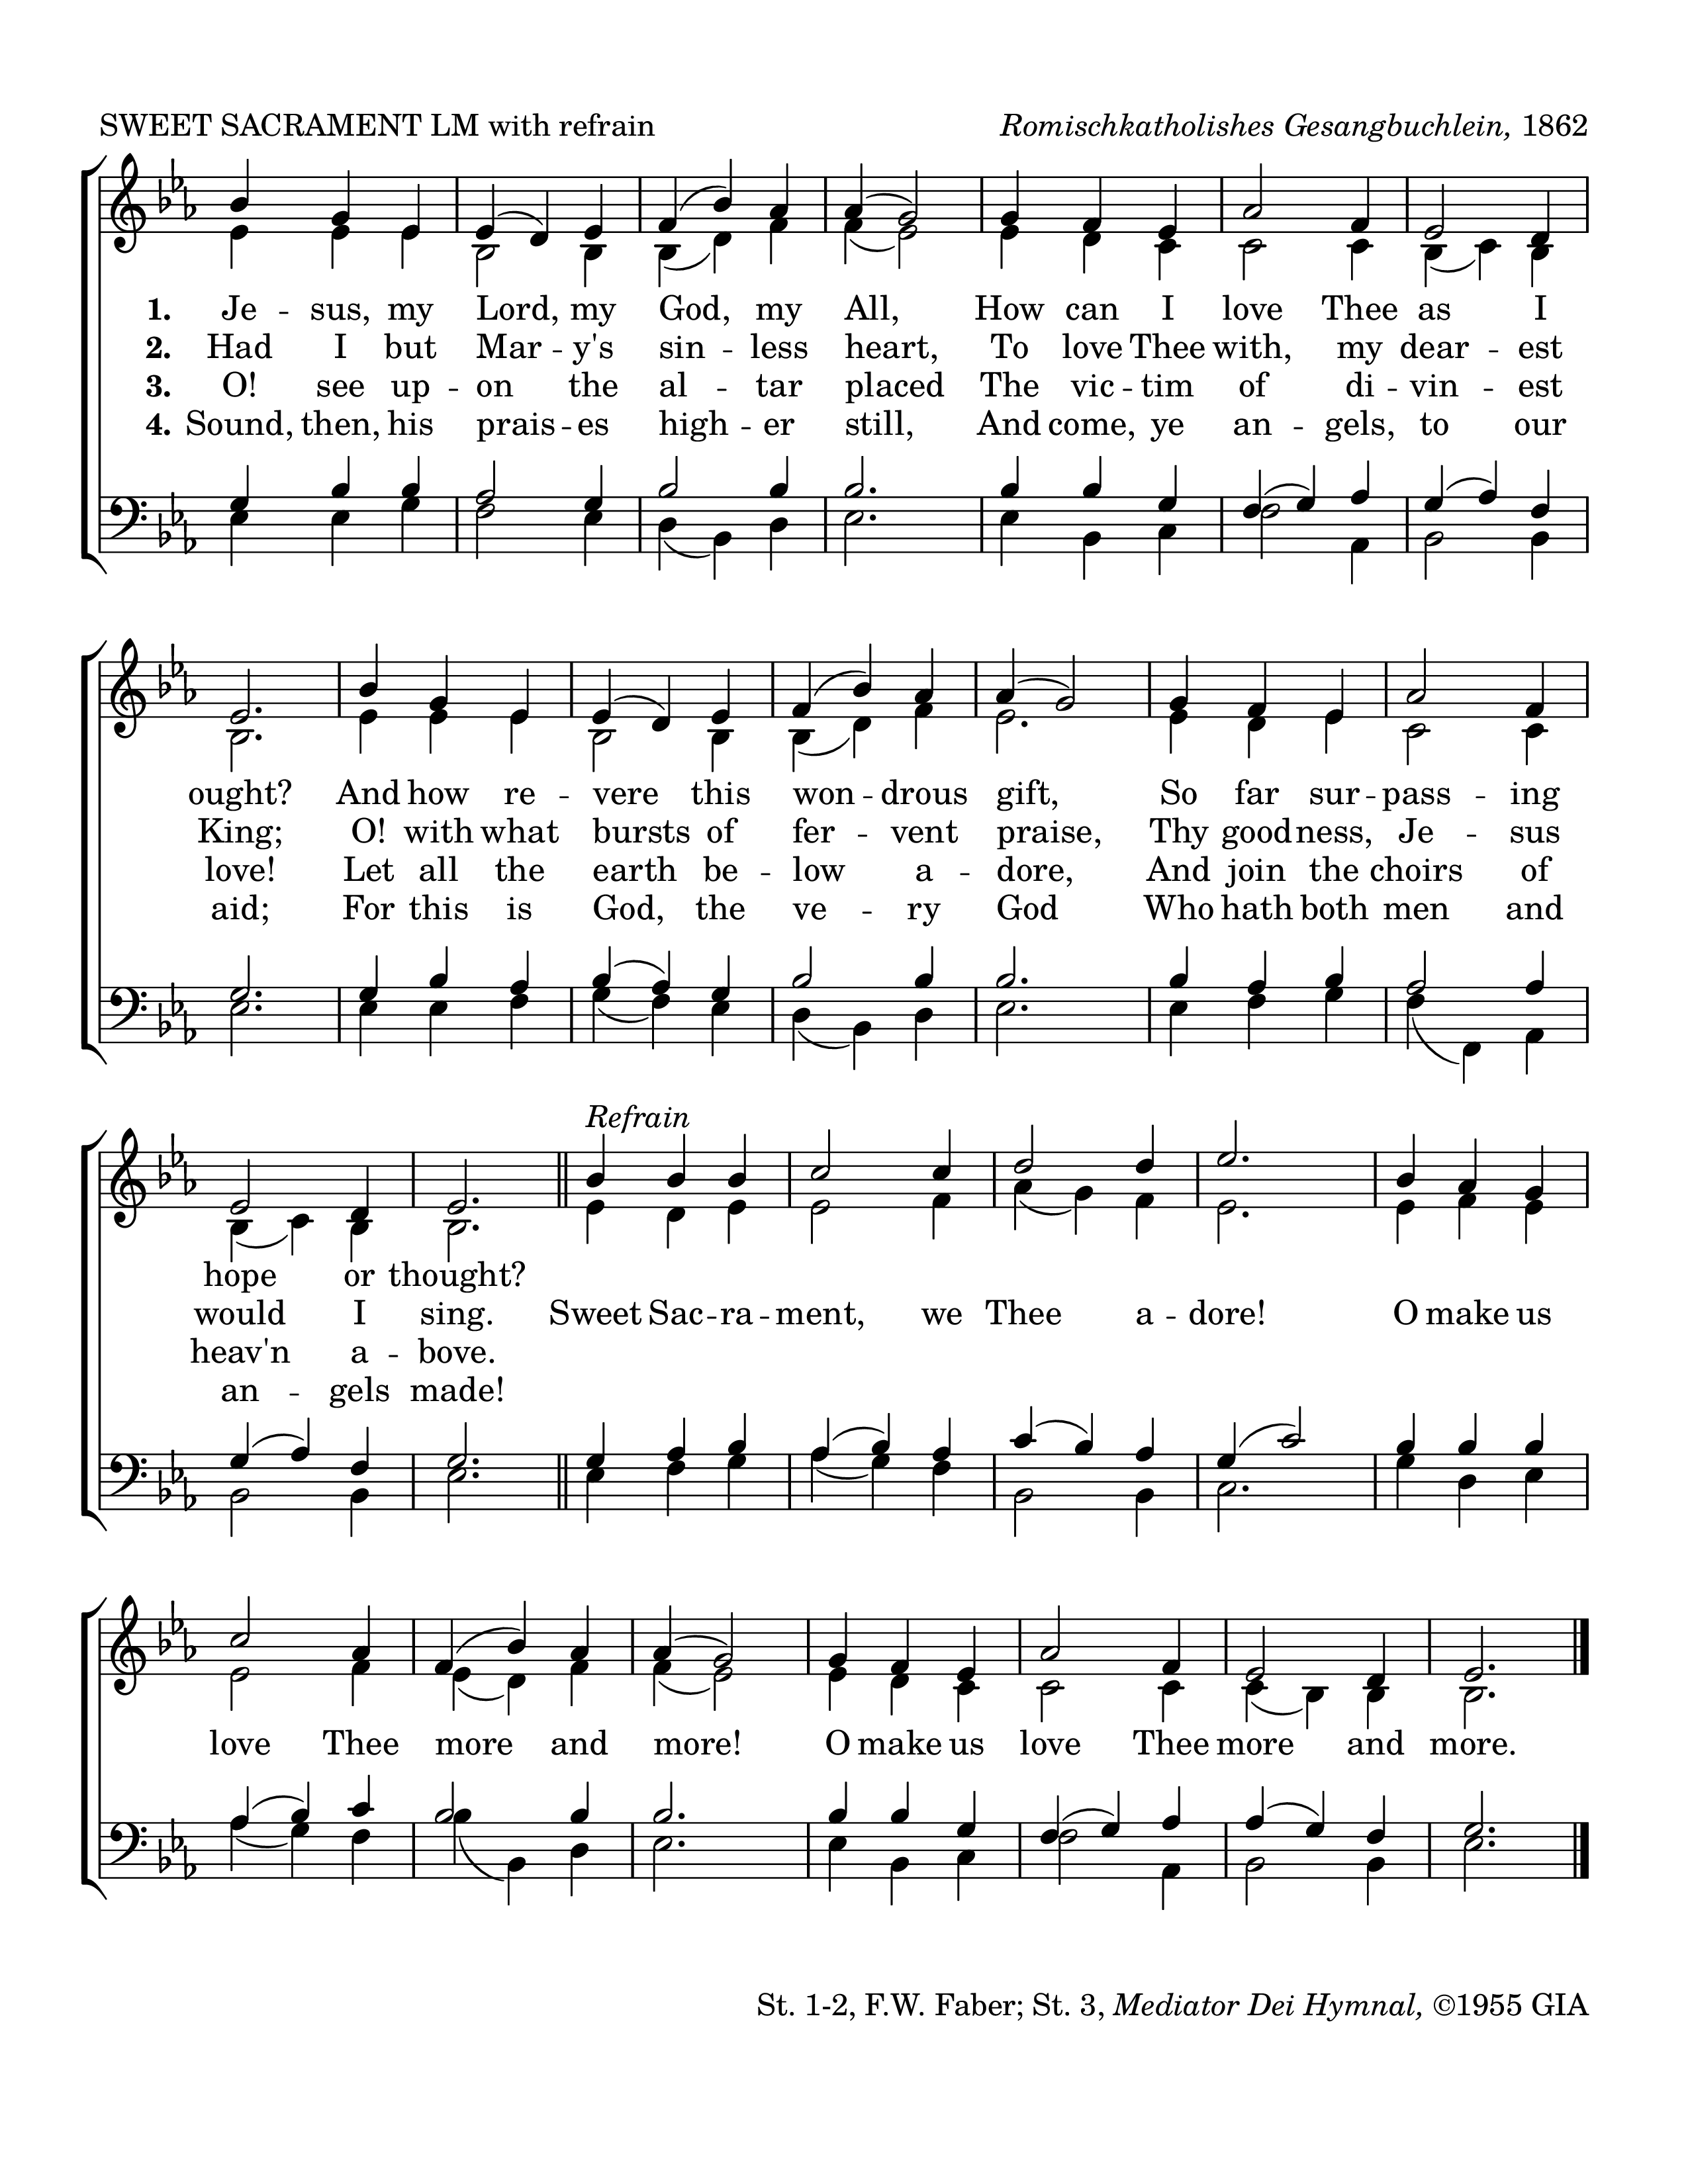 SWEET SACRAMENT LM with refrain
Romischkatholishes Gesangbuchlein, 1862
1. Je - sus, my Lord, my God, my All, How can I love Thee as I
2. Had I but Mar - y's sin - less heart, To love Thee with, my dear - est
3. O! see up - on the al - tar placed The vic - tim of di - vin - est
4. Sound, then, his prais - es high - er still, And come, ye an - gels, to our
ought? And how re - vere this won - drous gift, So far sur - pass - ing
King; O! with what bursts of fer - vent praise, Thy good - ness, Je - sus
love! Let all the earth be - low a - dore, And join the choirs of
aid; For this is God, the ve - ry God Who hath both men and
Refrain
hope or thought?
would I sing. Sweet Sac - ra - ment, we Thee a - dore! O make us
heav'n a - bove.
an - gels made!
love Thee more and more! O make us love Thee more and more.
St. 1-2, F.W. Faber; St. 3, Mediator Dei Hymnal, ©1955 GIA